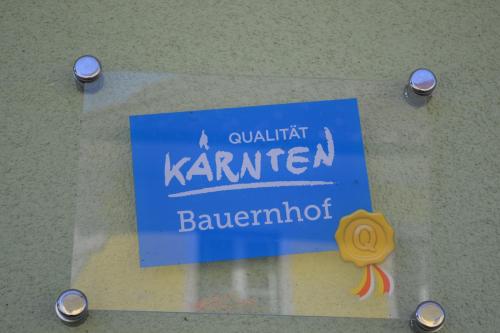 QUALITÄT
KÄRNTEN
Bauernhof
Q